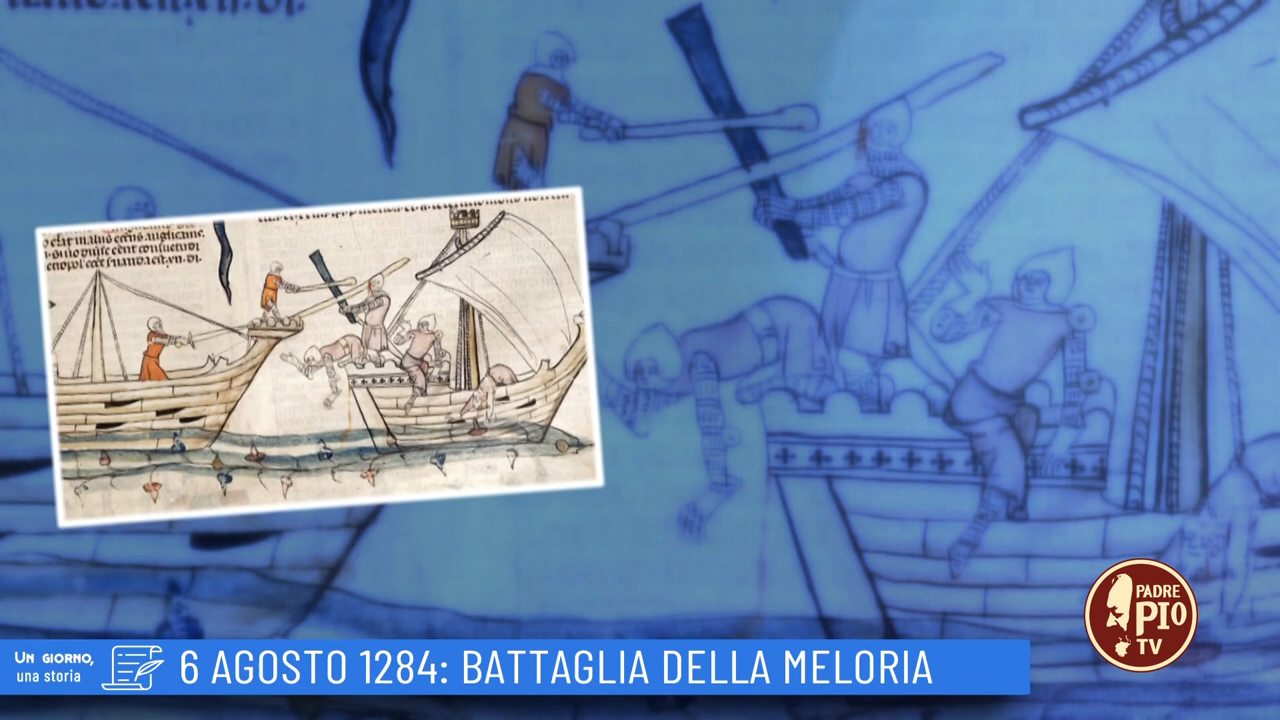 UN GIORNO,
una storia
6 AGOSTO 1284: BATTAGLIA DELLA MELORIA
PADRE
PIO
TV